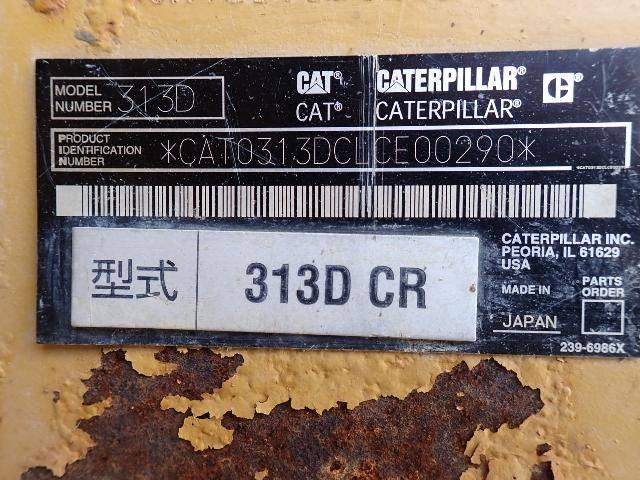 MODEL NUMBER 313D
CAT® CATERPILLAR®
CAT® CATERPILLAR®
PRODUCT IDENTIFICATION NUMBER
PIN
*CAT0313DCLCE00290*
型式 313D CR
CATERPILLAR INC.
PEORIA, IL 61629
USA
MADE IN JAPAN
PARTS ORDER
239-6986X